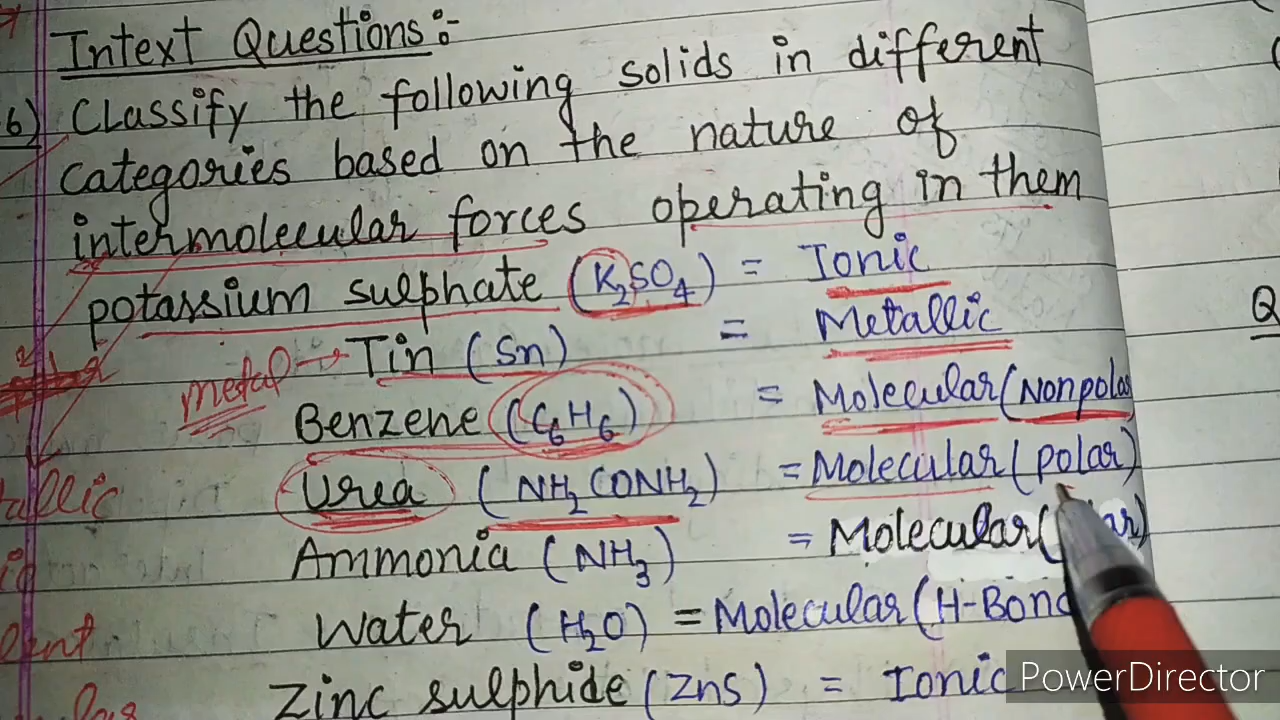 Intext Questions:-
6) Classify the following solids in different
categories based on the nature of
intermolecular forces operating in them
potassium sulphate (K2SO4) = Ionic
metal → Tin (Sn) = Metallic
Benzene (C6H6) = Molecular (Nonpolar
Urea (NH2CONH2) = Molecular (polar)
Ammonia (NH3) = Molecular (
Water (H2O) = Molecular (H-Bond
Zinc sulphide (ZnS) = Ionic
Q
PowerDirector